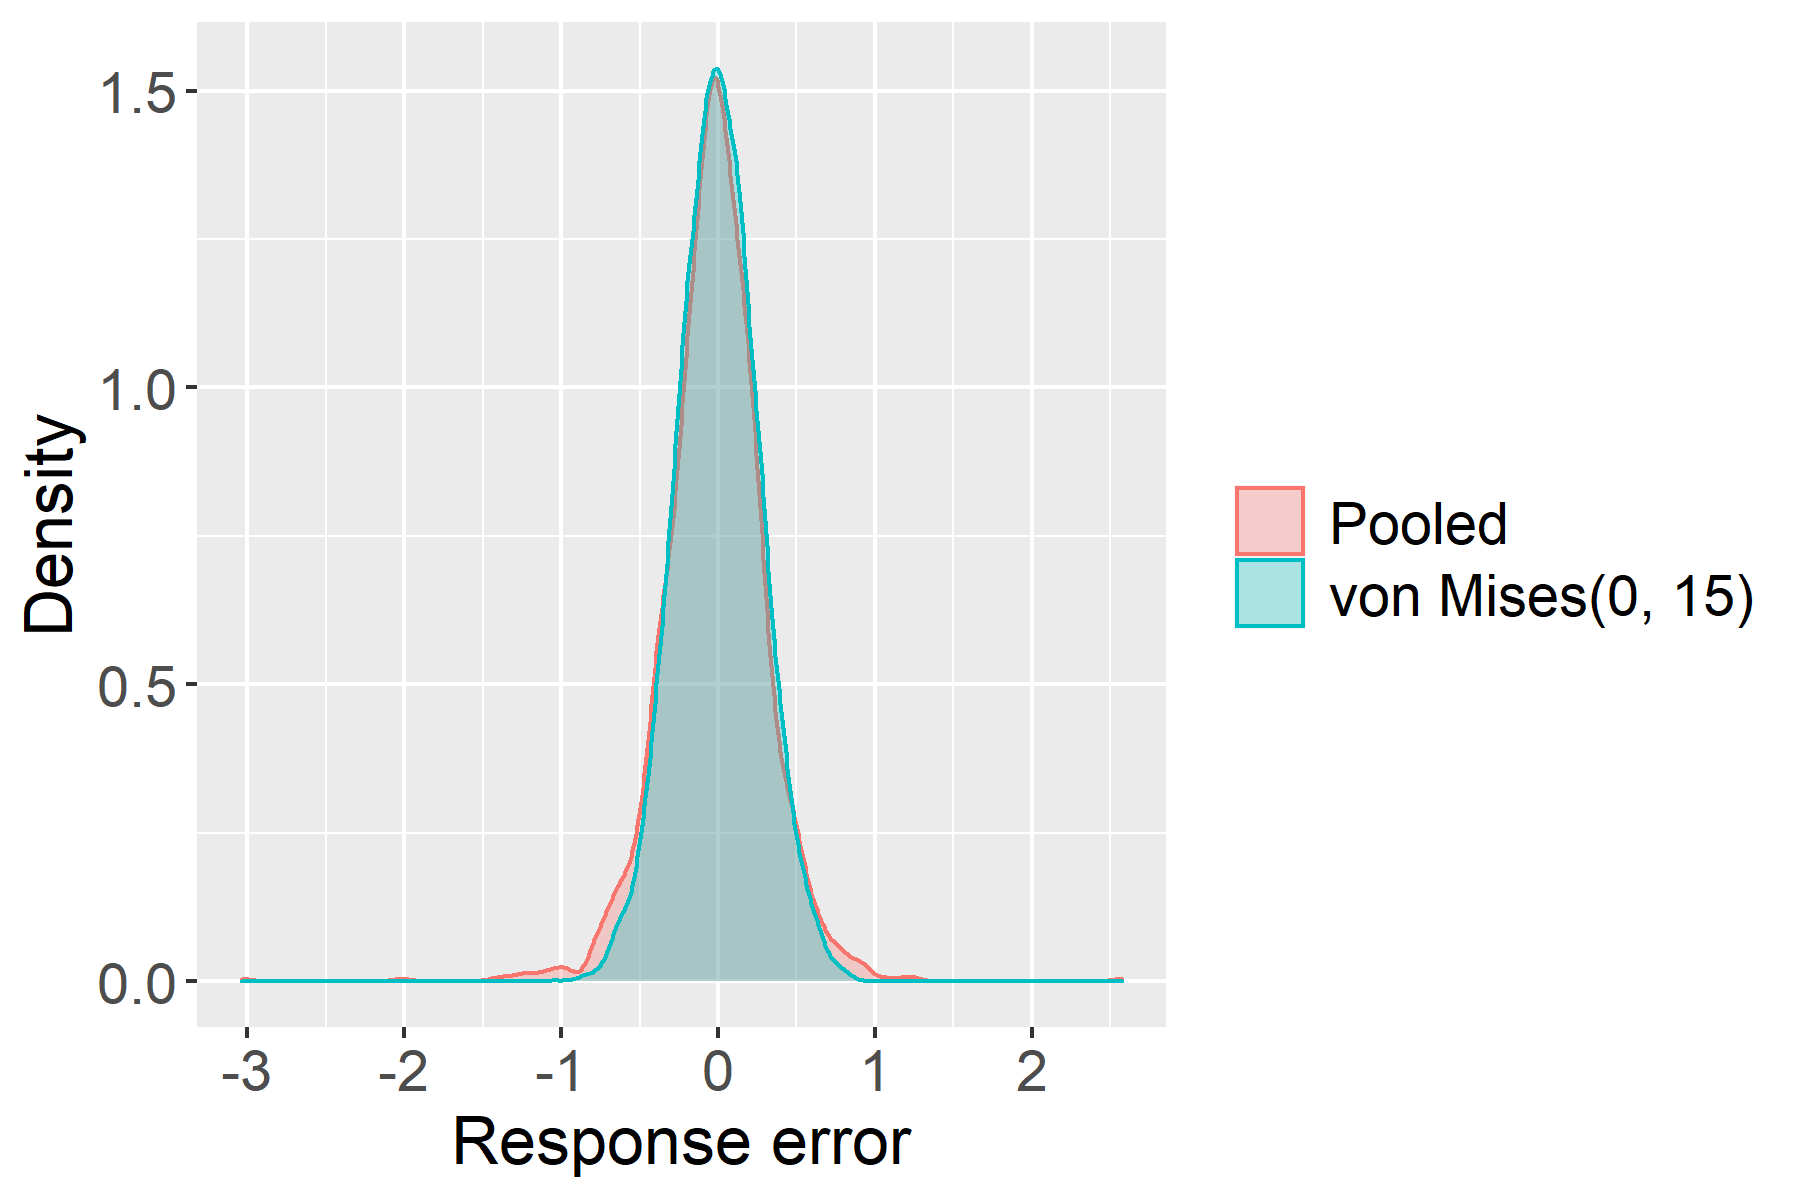 1.5
1.0
0.5
0.0
Density
-3 -2 -1 0 1 2
Response error
Pooled
von Mises(0, 15)